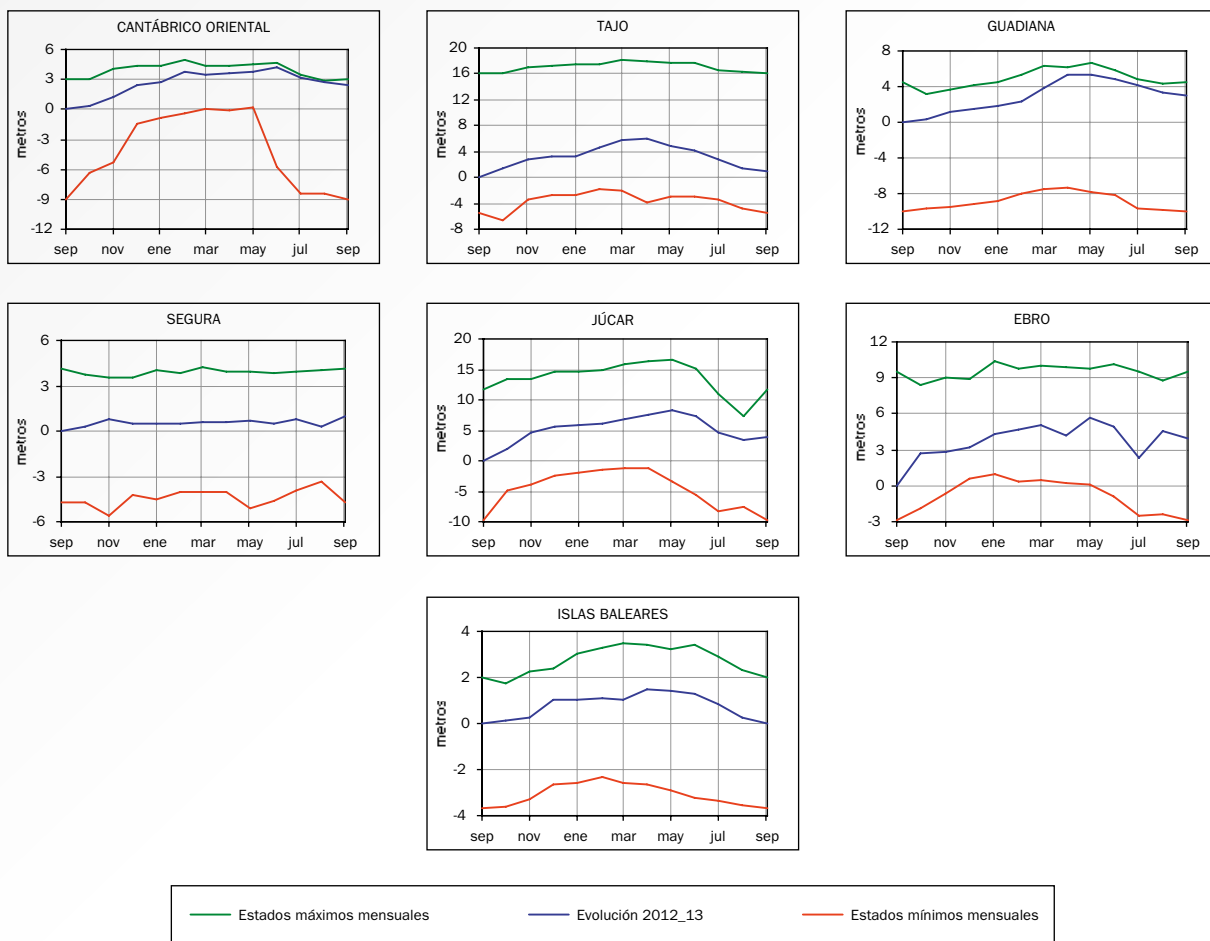 CANTÁBRICO ORIENTAL
6
3
0
-3
-6
-9
-12
metros
sep nov ene mar may jul sep
TAJO
20
16
12
8
4
0
-4
-8
metros
sep nov ene mar may jul sep
GUADIANA
8
4
0
-4
-8
-12
metros
sep nov ene mar may jul sep
SEGURA
6
3
0
-3
-6
metros
sep nov ene mar may jul sep
JÚCAR
20
15
10
5
0
-5
-10
metros
sep nov ene mar may jul sep
EBRO
12
9
6
3
0
-3
metros
sep nov ene mar may jul sep
ISLAS BALEARES
4
2
0
-2
-4
metros
sep nov ene mar may jul sep
Estados máximos mensuales Evolución 2012_13 Estados mínimos mensuales